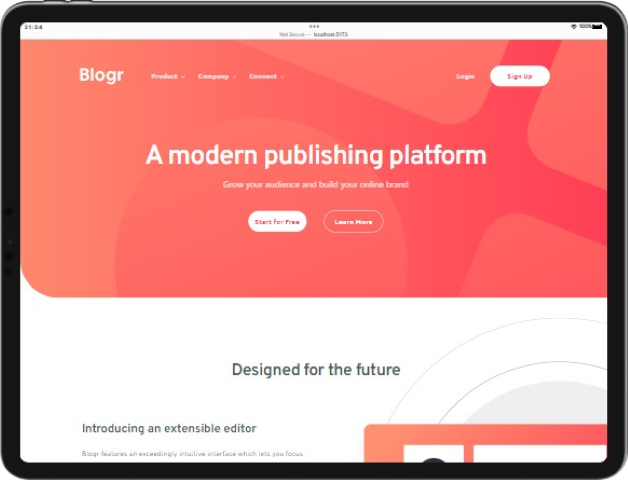 21:34
100%
Not Secure — localhost:5173
Blogr Product Company Connect Login Sign Up
A modern publishing platform
Grow your audience and build your online brand
Start for Free Learn More
Designed for the future
Introducing an extensible editor
Blogr features an exceedingly intuitive interface which lets you focus